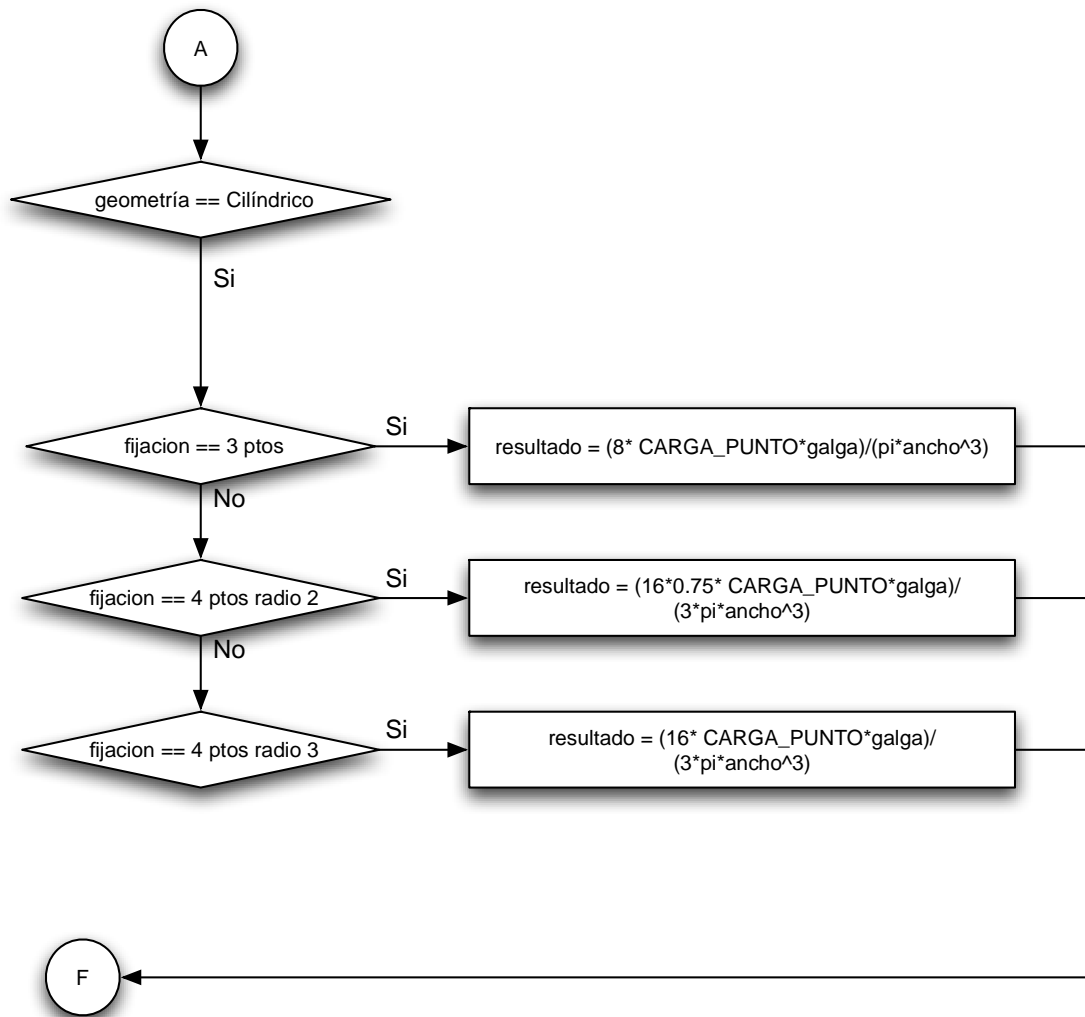 A
geometría == Cilíndrico
Si
fijacion == 3 ptos
Si
resultado = (8* CARGA_PUNTO*galga)/(pi*ancho^3)
No
fijacion == 4 ptos radio 2
Si
resultado = (16*0.75* CARGA_PUNTO*galga)/
(3*pi*ancho^3)
No
fijacion == 4 ptos radio 3
Si
resultado = (16* CARGA_PUNTO*galga)/
(3*pi*ancho^3)
F